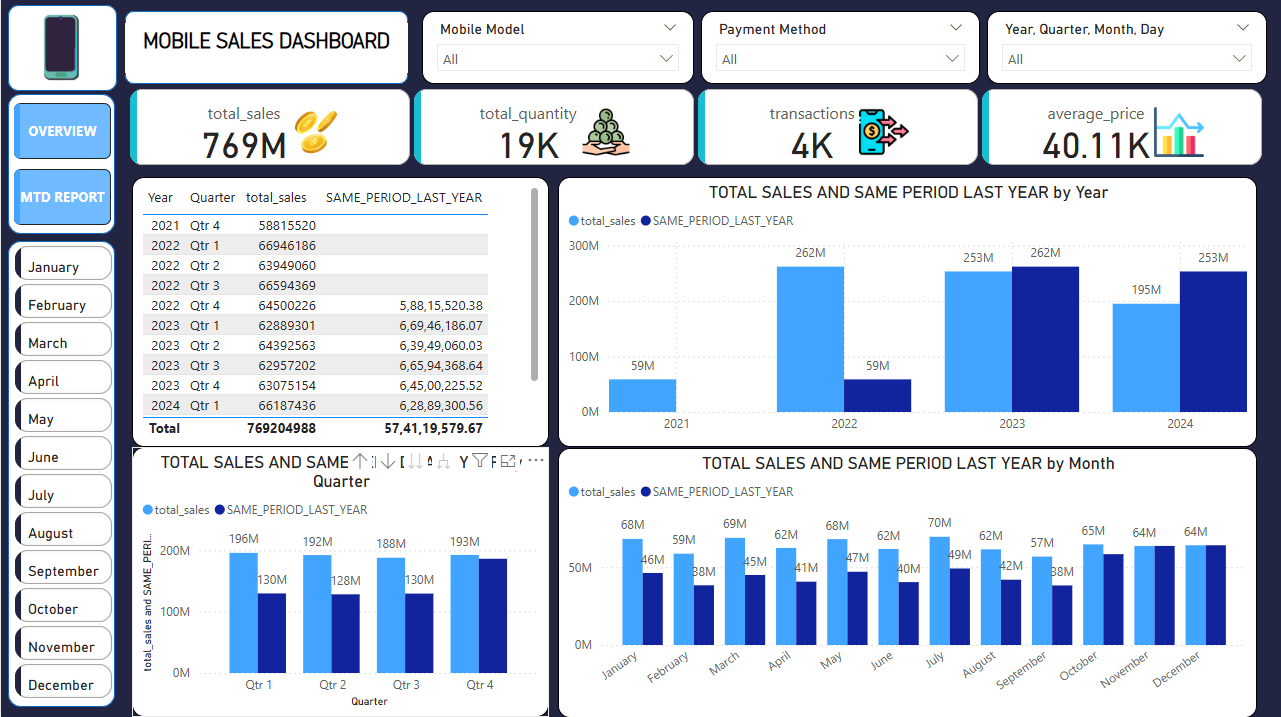 MOBILE SALES DASHBOARD
Mobile Model
All
Payment Method
All
Year, Quarter, Month, Day
All
OVERVIEW
MTD REPORT
January
February
March
April
May
June
July
August
September
October
November
December
total_sales
769M
total_quantity
19K
transactions
4K
average_price
40.11K
Year Quarter total_sales SAME_PERIOD_LAST_YEAR
2021 Qtr 4 58815520
2022 Qtr 1 66946186
2022 Qtr 2 63949060
2022 Qtr 3 66594369
2022 Qtr 4 64500226 5,88,15,520.38
2023 Qtr 1 62889301 6,69,46,186.07
2023 Qtr 2 64392563 6,39,49,060.03
2023 Qtr 3 62957202 6,65,94,368.64
2023 Qtr 4 63075154 6,45,00,225.52
2024 Qtr 1 66187436 6,28,89,300.56
Total 769204988 57,41,19,579.67
TOTAL SALES AND SAME PERIOD LAST YEAR by Year
total_sales SAME_PERIOD_LAST_YEAR
300M
200M
100M
0M
59M
262M
59M
253M
262M
195M
253M
2021 2022 2023 2024
TOTAL SALES AND SAME
Quarter
total_sales SAME_PERIOD_LAST_YEAR
total_sales and SAME_PERI...
200M
100M
0M
196M 130M
192M 128M
188M 130M
193M
Qtr 1 Qtr 2 Qtr 3 Qtr 4
Quarter
TOTAL SALES AND SAME PERIOD LAST YEAR by Month
total_sales SAME_PERIOD_LAST_YEAR
50M
0M
68M 46M
59M 38M
69M 45M
62M 41M
68M 47M
62M 40M
70M 49M
62M 42M
57M 38M
65M
64M
64M
January February March April May June July August September October November December